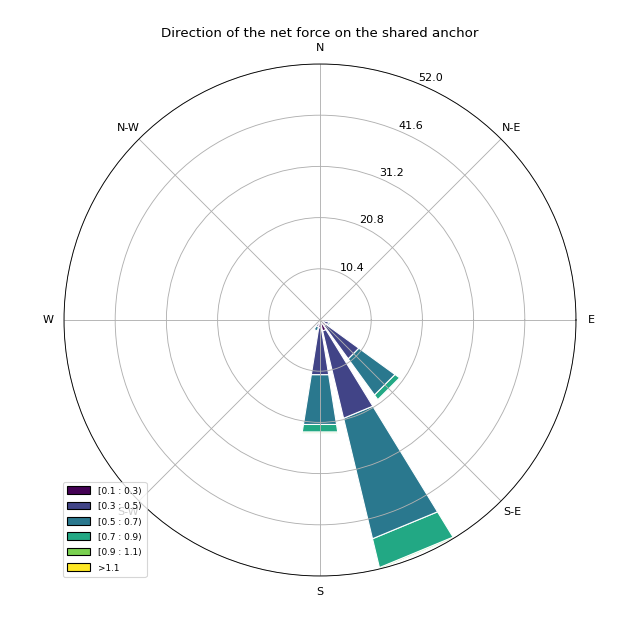 Direction of the net force on the shared anchor
N
52.0
N-W
41.6
N-E
31.2
20.8
10.4
W
E
[0.1 : 0.3)
[0.3 : 0.5)
[0.5 : 0.7)
[0.7 : 0.9)
[0.9 : 1.1)
>1.1
S-W
S-E
S